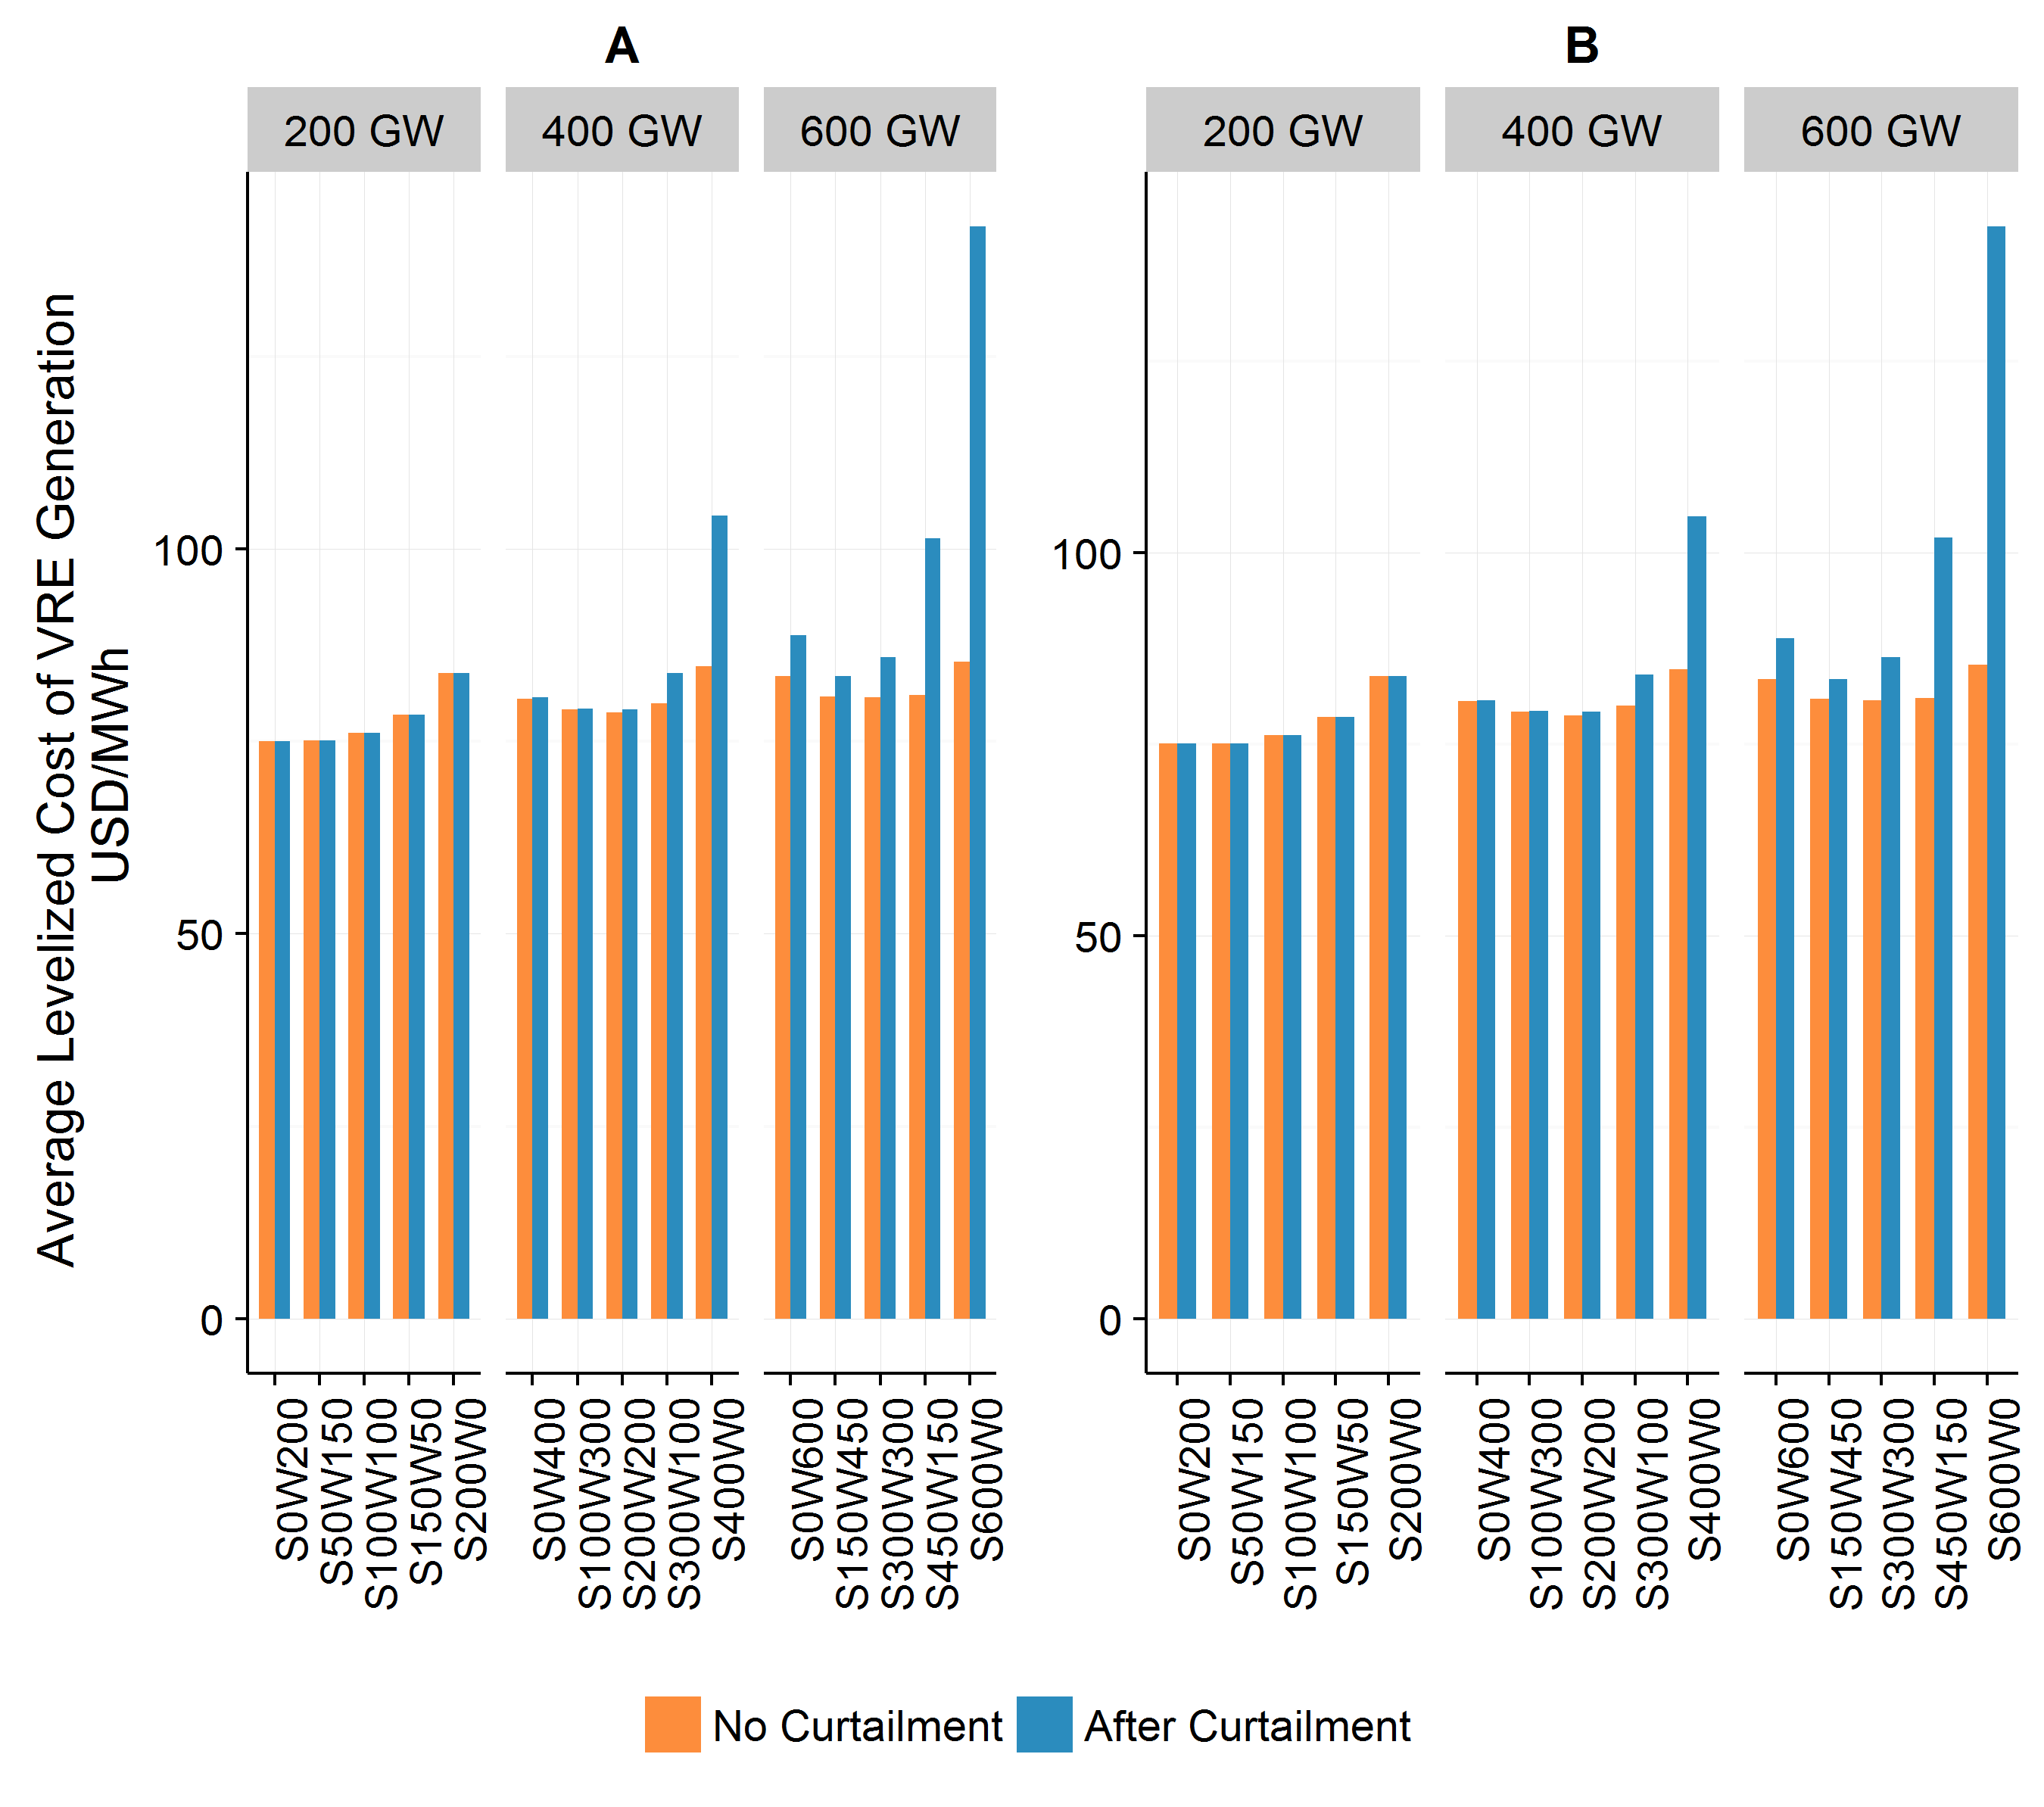 A
B
200 GW
400 GW
600 GW
200 GW
400 GW
600 GW
Average Levelized Cost of VRE Generation
USD/MWh
100
50
0
100
50
0
S0W200
S50W150
S100W100
S150W50
S200W0
S0W400
S100W300
S200W200
S300W100
S400W0
S0W600
S150W450
S300W300
S450W150
S600W0
S0W200
S50W150
S100W100
S150W50
S200W0
S0W400
S100W300
S200W200
S300W100
S400W0
S0W600
S150W450
S300W300
S450W150
S600W0
No Curtailment
After Curtailment